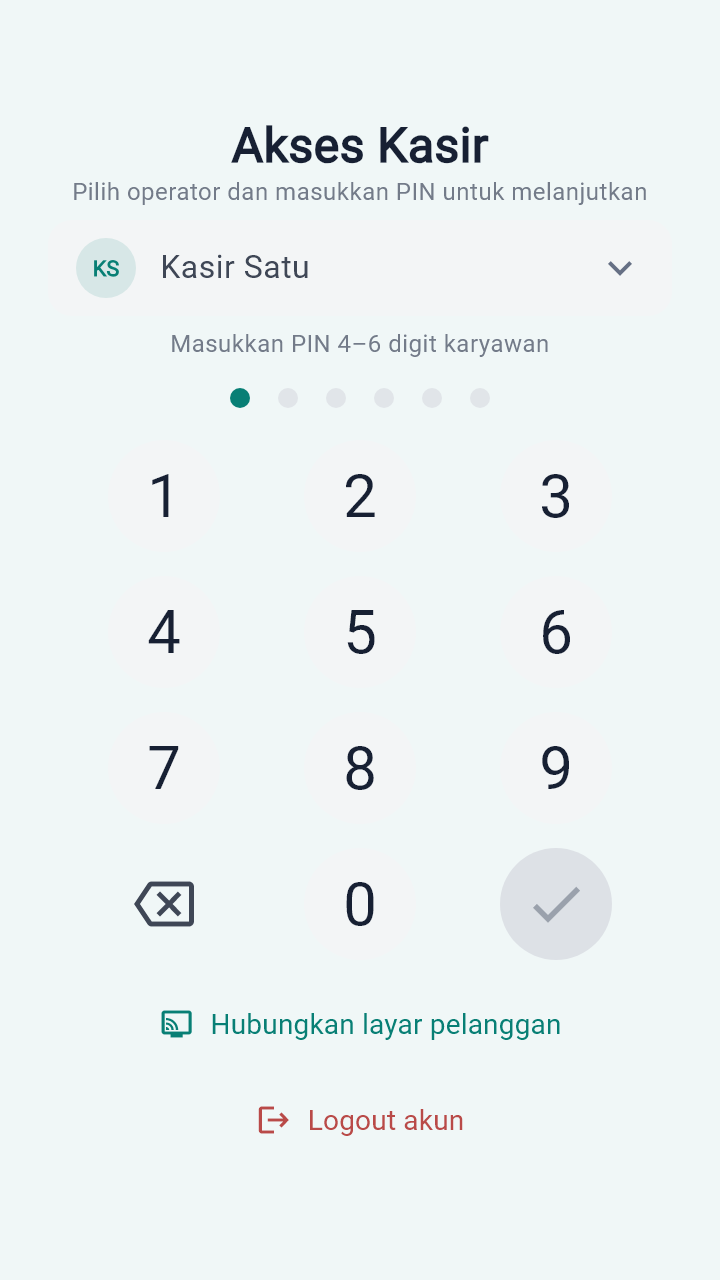 Akses Kasir
Pilih operator dan masukkan PIN untuk melanjutkan
KS Kasir Satu
Masukkan PIN 4–6 digit karyawan
1 2 3
4 5 6
7 8 9
0
Hubungkan layar pelanggan
Logout akun